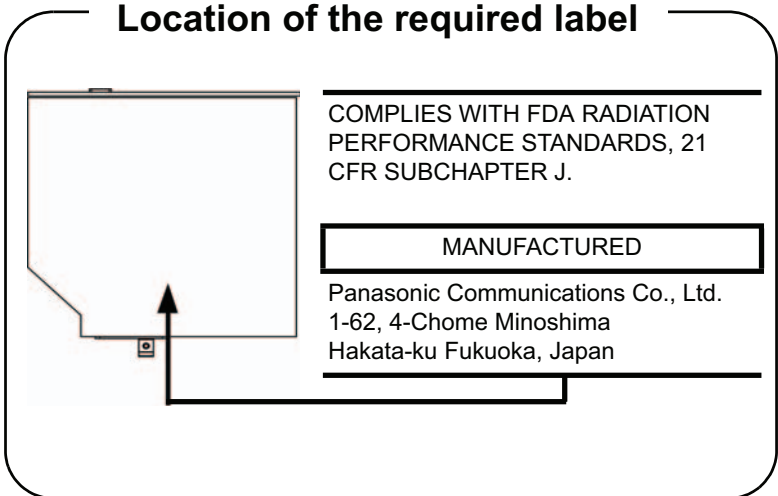 Location of the required label
COMPLIES WITH FDA RADIATION
PERFORMANCE STANDARDS, 21
CFR SUBCHAPTER J.
MANUFACTURED
Panasonic Communications Co., Ltd.
1-62, 4-Chome Minoshima
Hakata-ku Fukuoka, Japan